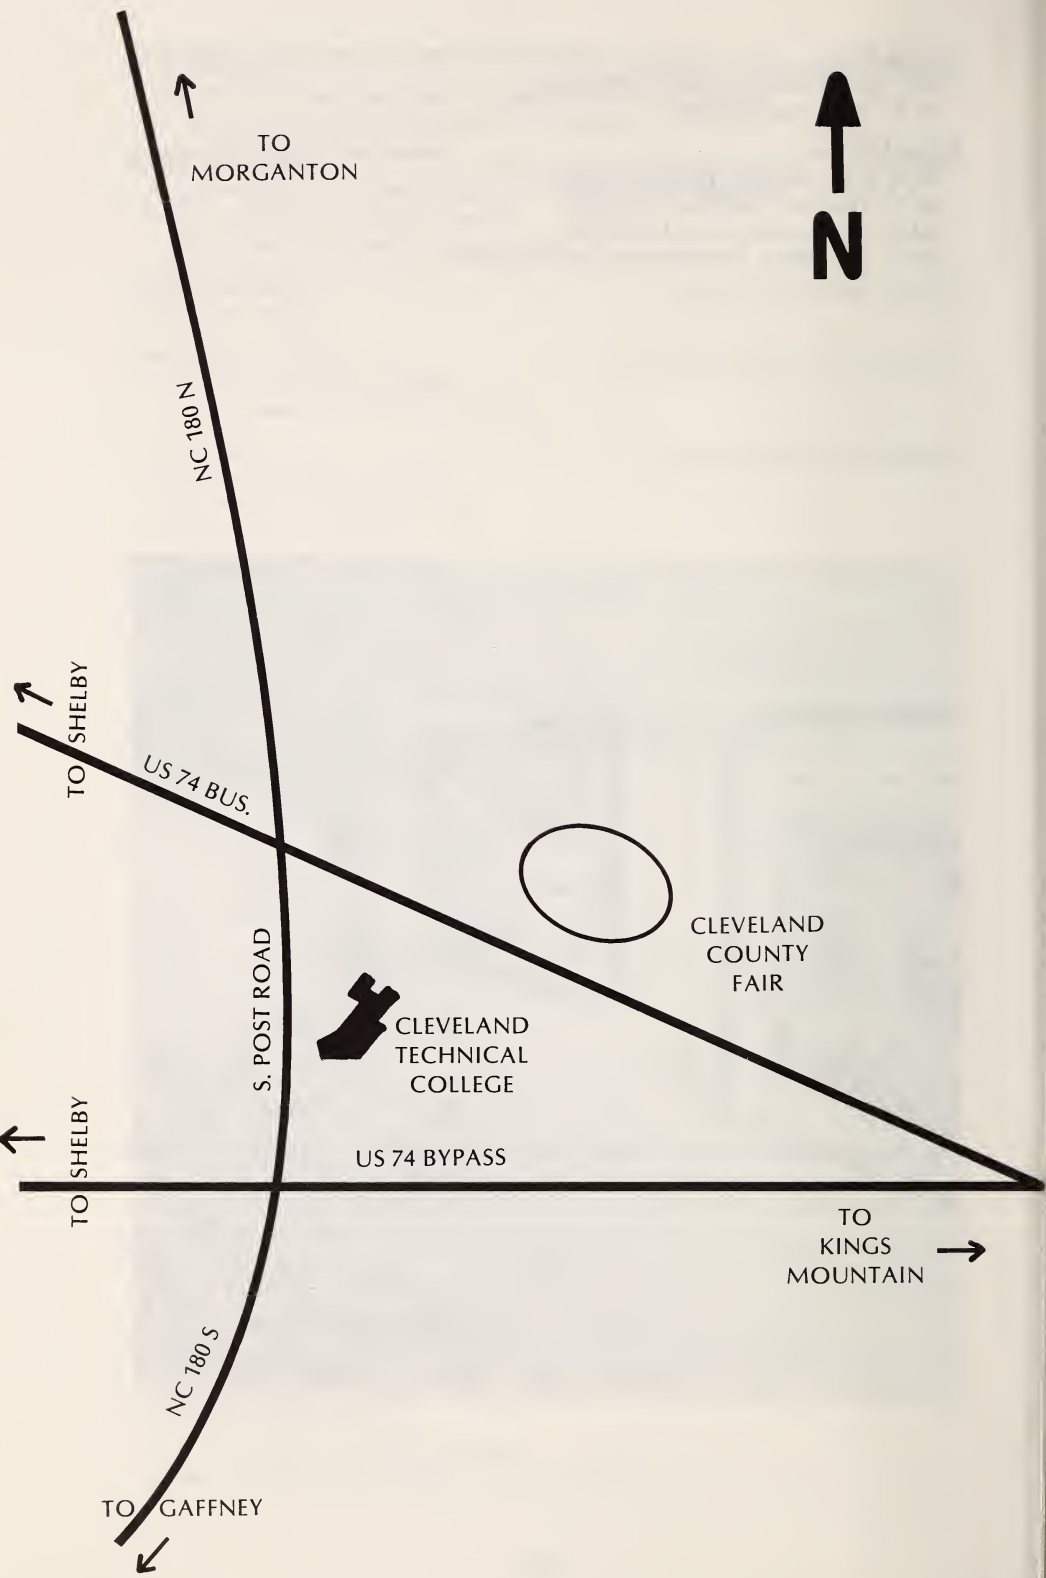 TO
MORGANTON
N
NC 180 N
TO SHELBY
US 74 BUS.
CLEVELAND
COUNTY
FAIR
S. POST ROAD
CLEVELAND
TECHNICAL
COLLEGE
TO SHELBY
US 74 BYPASS
TO
KINGS
MOUNTAIN
NC 180 S
TO GAFFNEY